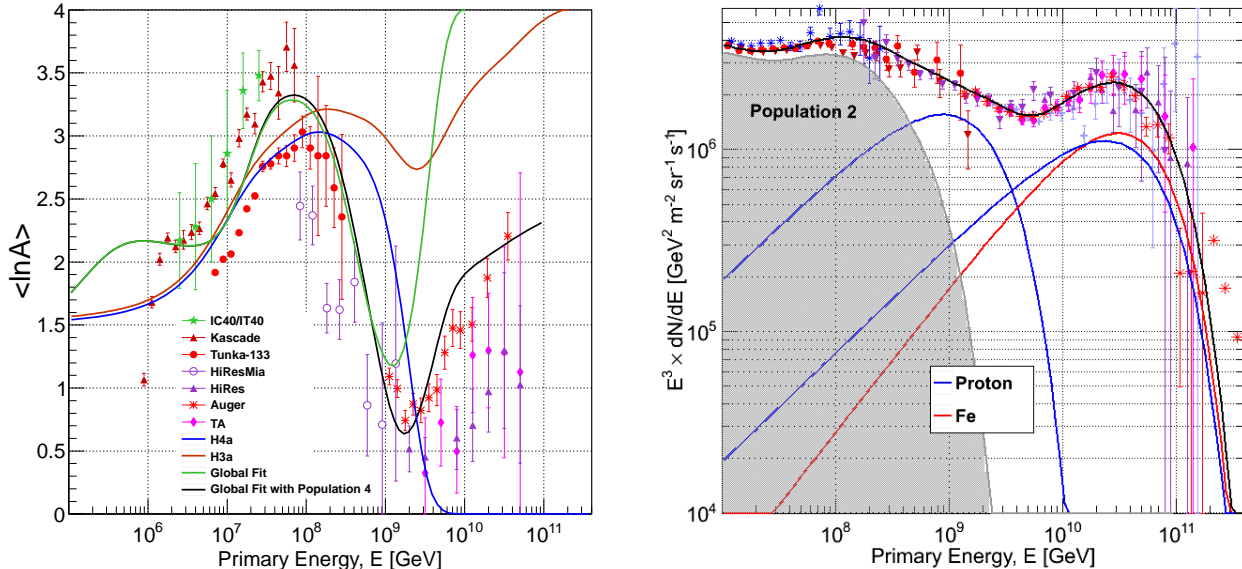 <lnA>
4
3.5
3
2.5
2
1.5
1
0.5
0
IC40/IT40
Kascade
Tunka-133
HiResMia
HiRes
Auger
TA
H4a
H3a
Global Fit
Global Fit with Population 4
10^6 10^7 10^8 10^9 10^10 10^11
Primary Energy, E [GeV]
E^3 × dN/dE [GeV^2 m^-2 sr^-1 s^-1]
10^6
10^5
10^4
Population 2
Proton
Fe
10^8 10^9 10^10 10^11
Primary Energy, E [GeV]